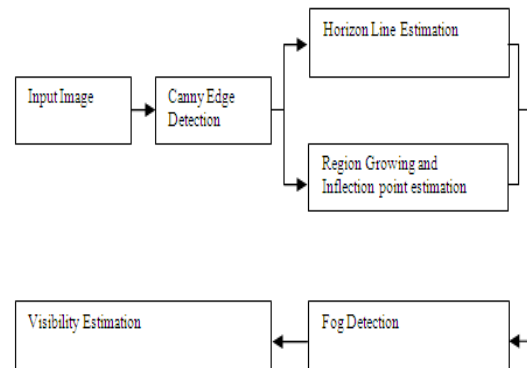 Input Image
Canny Edge
Detection
Horizon Line Estimation
Region Growing and
Inflection point estimation
Fog Detection
Visibility Estimation